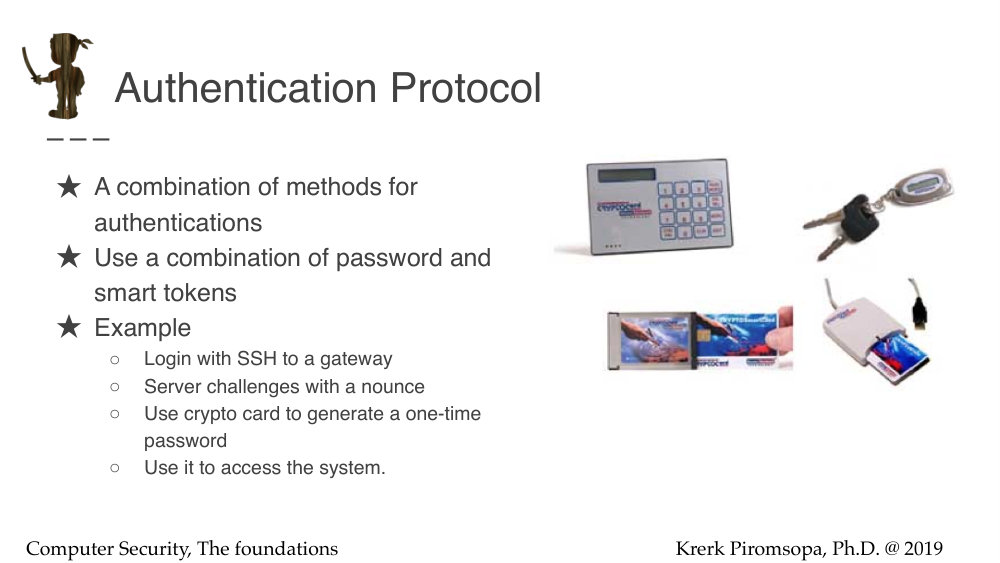 Authentication Protocol
★ A combination of methods for
authentications
★ Use a combination of password and
smart tokens
★ Example
○ Login with SSH to a gateway
○ Server challenges with a nounce
○ Use crypto card to generate a one-time
password
○ Use it to access the system.
CRYPTOCard
Computer Security, The foundations
Krerk Piromsopa, Ph.D. @ 2019